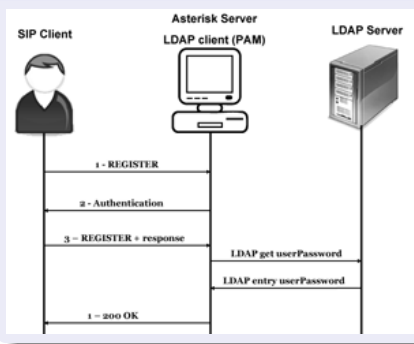 SIP Client
Asterisk Server
LDAP client (PAM)
LDAP Server
1 - REGISTER
2 - Authentication
3 – REGISTER + response
LDAP get userPassword
LDAP entry userPassword
1 – 200 OK